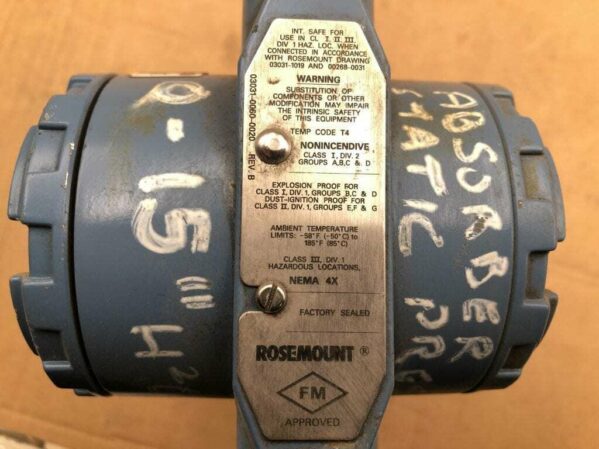 INT. SAFE FOR
USE IN CL I, II, III,
DIV 1 HAZ. LOC. WHEN
CONNECTED IN ACCORDANCE
WITH ROSEMOUNT DRAWING
03031-1019 AND 00268-0031
WARNING
SUBSTITUTION OF
COMPONENTS OR OTHER
MODIFICATION MAY IMPAIR
THE INTRINSIC SAFETY
OF THIS EQUIPMENT
TEMP CODE T4
NONINCENDIVE
CLASS I, DIV. 2
GROUPS A,B,C & D
EXPLOSION PROOF FOR
CLASS I, DIV. 1, GROUPS B,C & D
DUST-IGNITION PROOF FOR
CLASS II, DIV. 1, GROUPS E,F & G
AMBIENT TEMPERATURE
LIMITS: -58°F (-50°C) to
185°F (85°C)
CLASS III, DIV. 1
HAZARDOUS LOCATIONS,
NEMA 4X
FACTORY SEALED
ROSEMOUNT ®
FM
APPROVED
03031-0060-0020 REV. B
0-15 "H
ABSORBER
STATIC PR